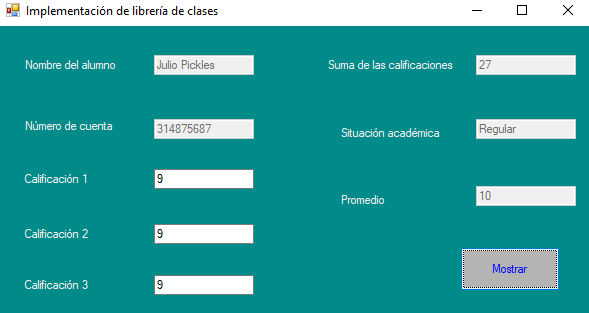 Implementación de librería de clases
Nombre del alumno
Julio Pickles
Número de cuenta
314875687
Calificación 1
9
Calificación 2
9
Calificación 3
9
Suma de las calificaciones
27
Situación académica
Regular
Promedio
10
Mostrar